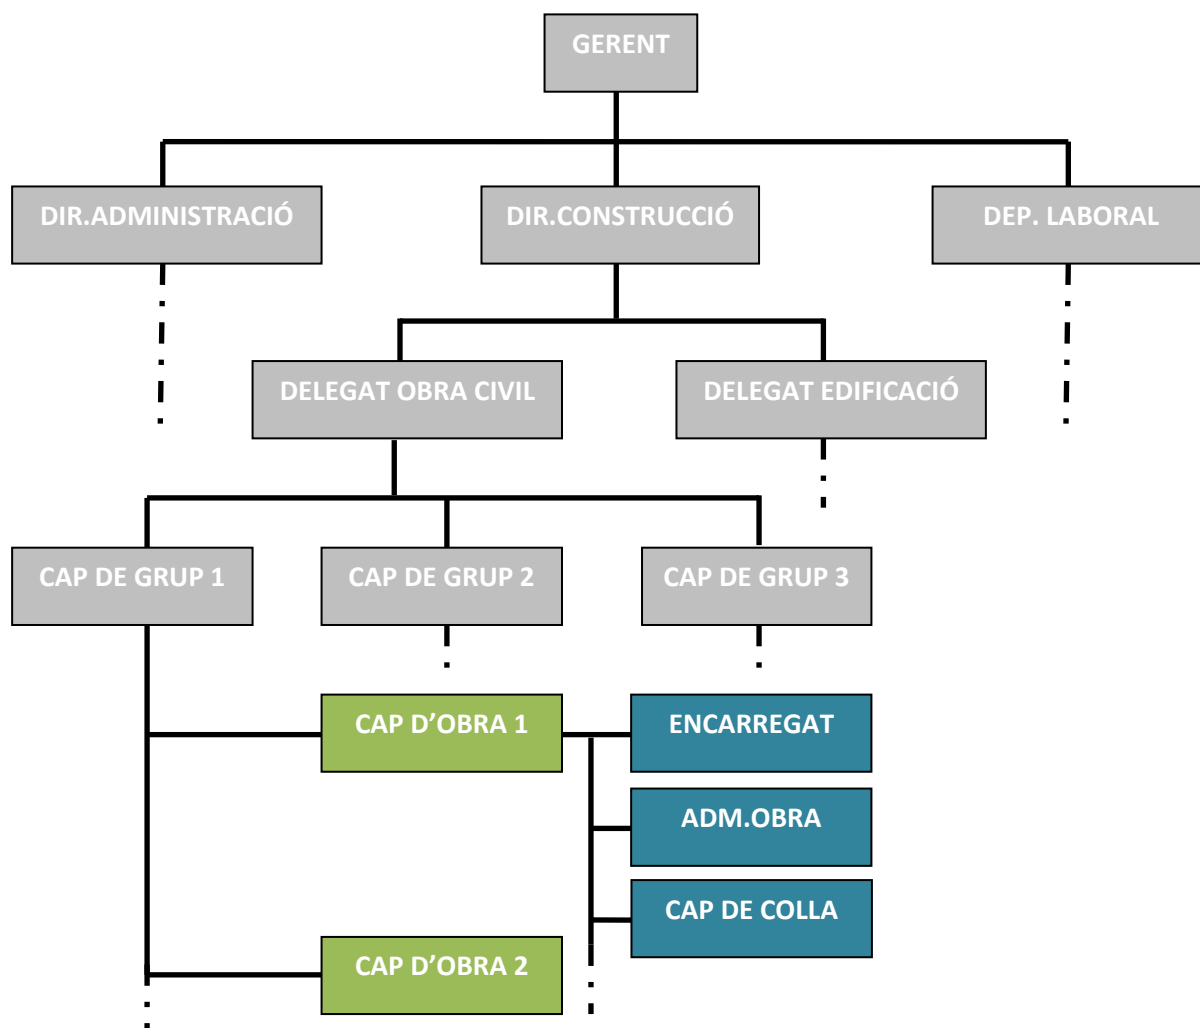 GERENT
DIR.ADMINISTRACIÓ
DIR.CONSTRUCCIÓ
DEP. LABORAL
DELEGAT OBRA CIVIL
DELEGAT EDIFICACIÓ
CAP DE GRUP 1
CAP DE GRUP 2
CAP DE GRUP 3
CAP D’OBRA 1
ENCARREGAT
ADM.OBRA
CAP DE COLLA
CAP D’OBRA 2